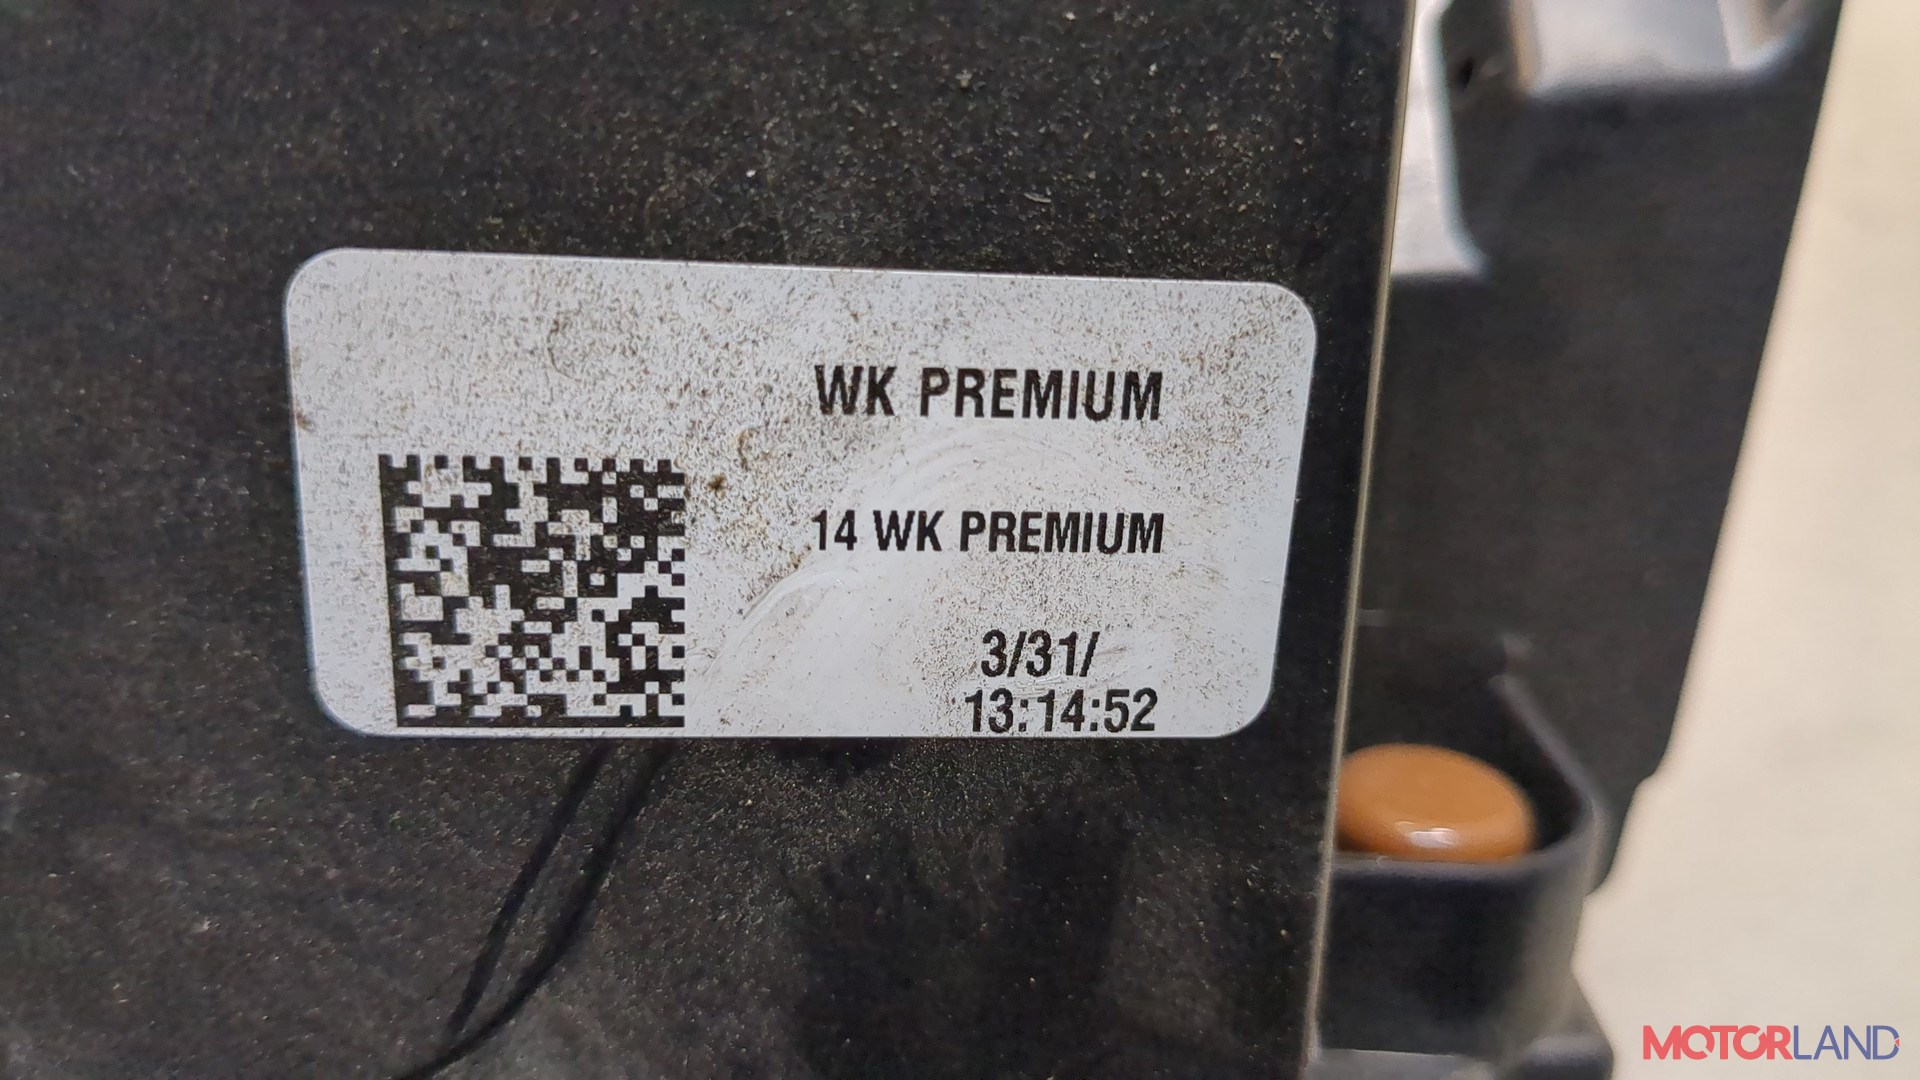 WK PREMIUM
14 WK PREMIUM
3/31/
13:14:52
MOTORLAND